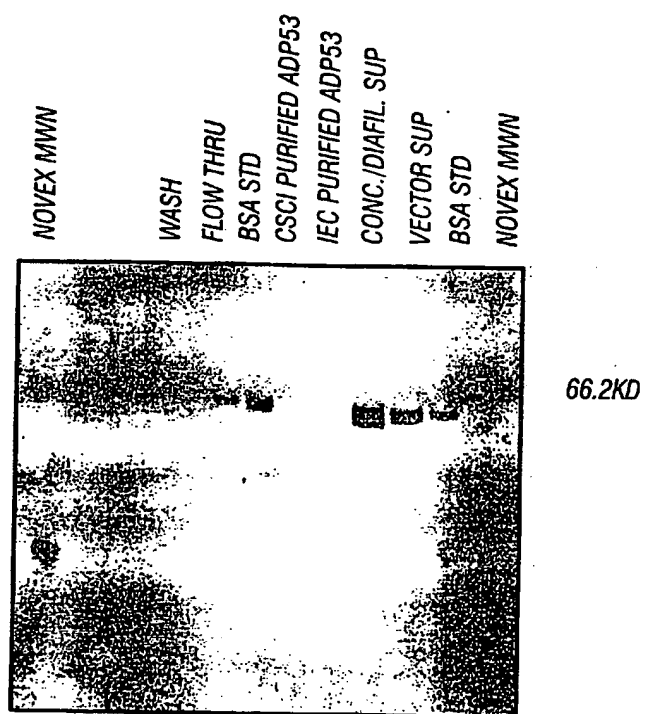 NOVEX MWN
WASH
FLOW THRU
BSA STD
CSCI PURIFIED ADP53
IEC PURIFIED ADP53
CONC./DIAFIL. SUP
VECTOR SUP
BSA STD
NOVEX MWN
66.2KD